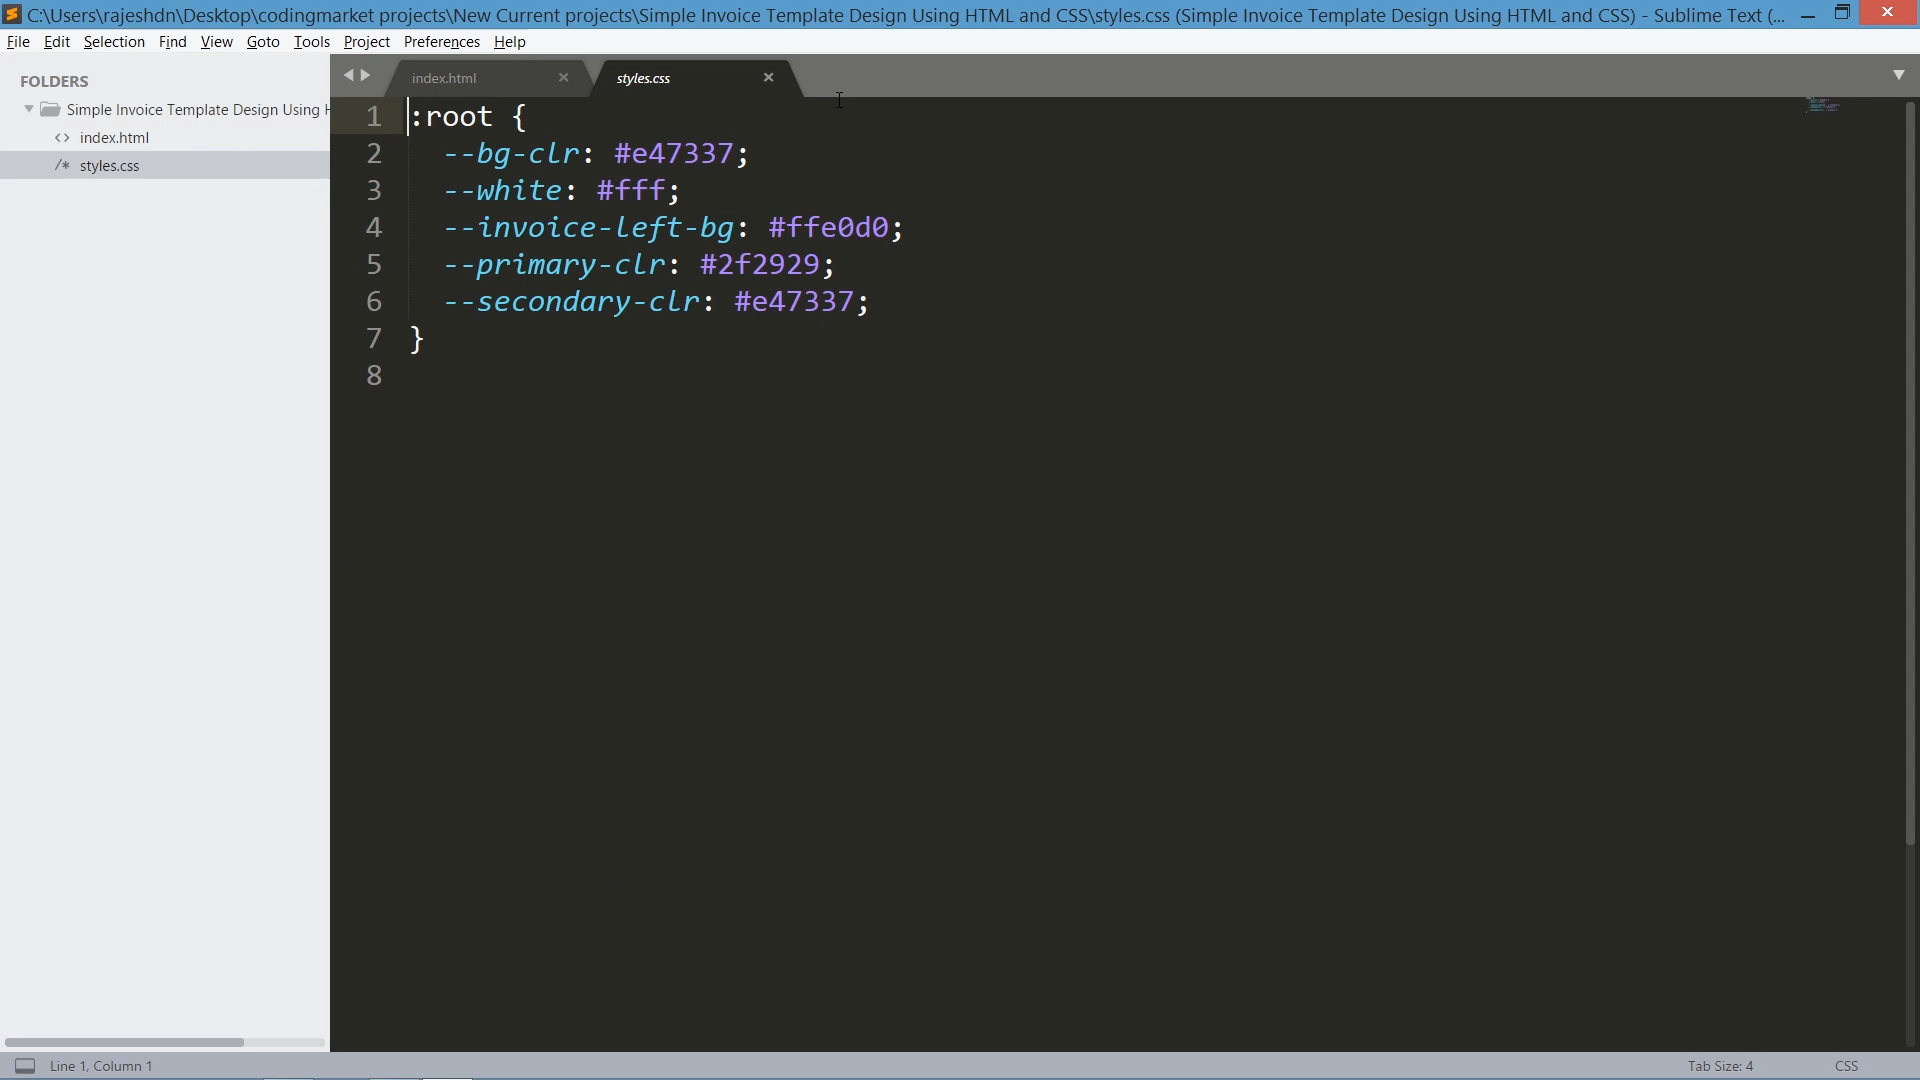 C:\Users\rajeshdn\Desktop\codingmarket projects\New Current projects\Simple Invoice Template Design Using HTML and CSS\styles.css (Simple Invoice Template Design Using HTML and CSS) - Sublime Text (...
File Edit Selection Find View Goto Tools Project Preferences Help
FOLDERS
Simple Invoice Template Design Using H
<> index.html
/* styles.css
index.html
styles.css
1 :root {
2 --bg-clr: #e47337;
3 --white: #fff;
4 --invoice-left-bg: #ffe0d0;
5 --primary-clr: #2f2929;
6 --secondary-clr: #e47337;
7 }
8
Line 1, Column 1
Tab Size: 4
CSS